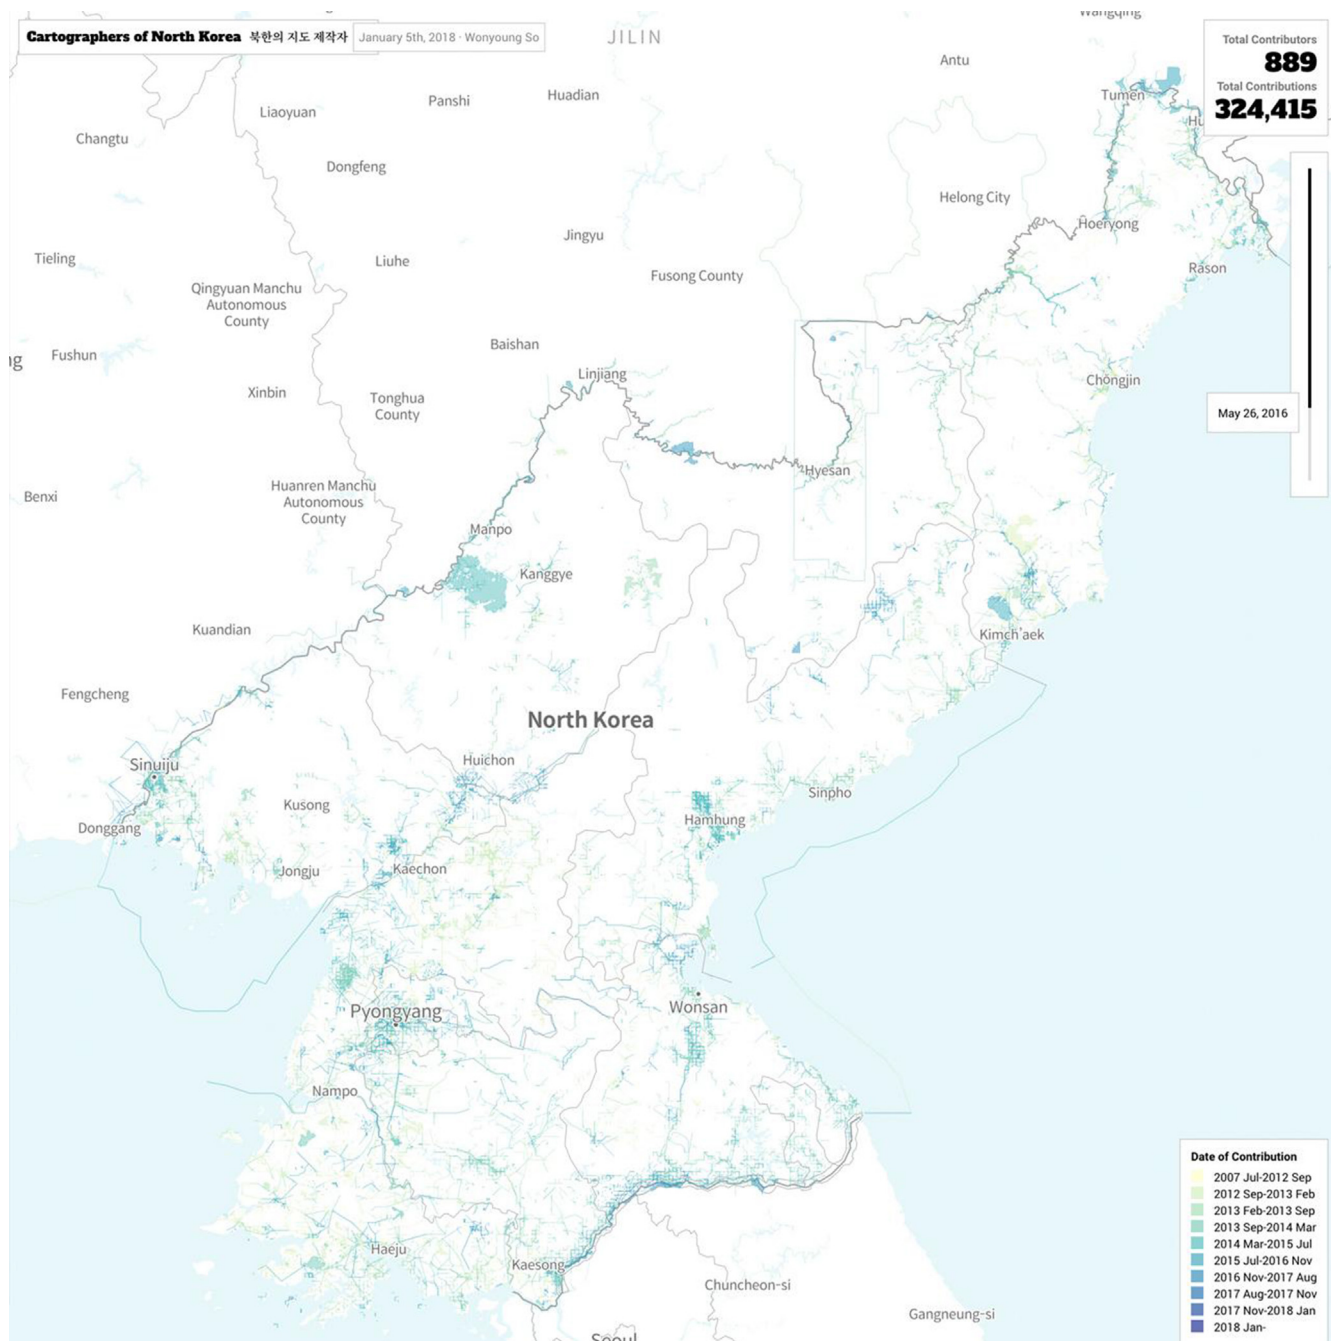 Wangqing
Cartographers of North Korea 북한의 지도 제작자
January 5th, 2018 · Wonyoung So
JILIN
Total Contributors
889
Total Contributions
324,415
Antu
Huadian
Panshi
Tumen
Liaoyuan
Hu
Changtu
Dongfeng
Helong City
Hoeryong
Jingyu
Tieling
Liuhe
Rason
Fusong County
Qingyuan Manchu
Autonomous
County
Baishan
Fushun
ng
Linjiang
Chongjin
Xinbin
Tonghua
County
May 26, 2016
Hyesan
Huanren Manchu
Autonomous
County
Benxi
Manpo
Kanggye
Kuandian
Kimch'aek
Fengcheng
North Korea
Sinuiju
Huichon
Sinpho
Kusong
Hamhung
Donggang
Jongju
Kaechon
Pyongyang
Wonsan
Nampo
Date of Contribution
2007 Jul-2012 Sep
2012 Sep-2013 Feb
2013 Feb-2013 Sep
2013 Sep-2014 Mar
2014 Mar-2015 Jul
2015 Jul-2016 Nov
2016 Nov-2017 Aug
2017 Aug-2017 Nov
2017 Nov-2018 Jan
2018 Jan-
Haeju
Kaesong
Chuncheon-si
Gangneung-si
Seoul